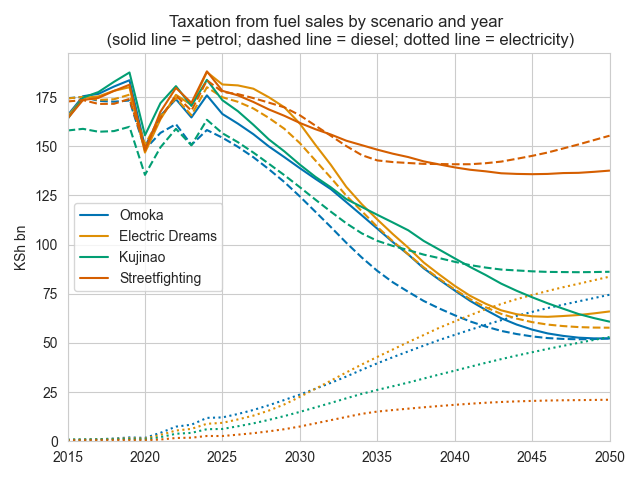 Taxation from fuel sales by scenario and year
(solid line = petrol; dashed line = diesel; dotted line = electricity)
KSh bn
175
150
125
100
75
50
25
0
Omoka
Electric Dreams
Kujinao
Streetfighting
2015 2020 2025 2030 2035 2040 2045 2050